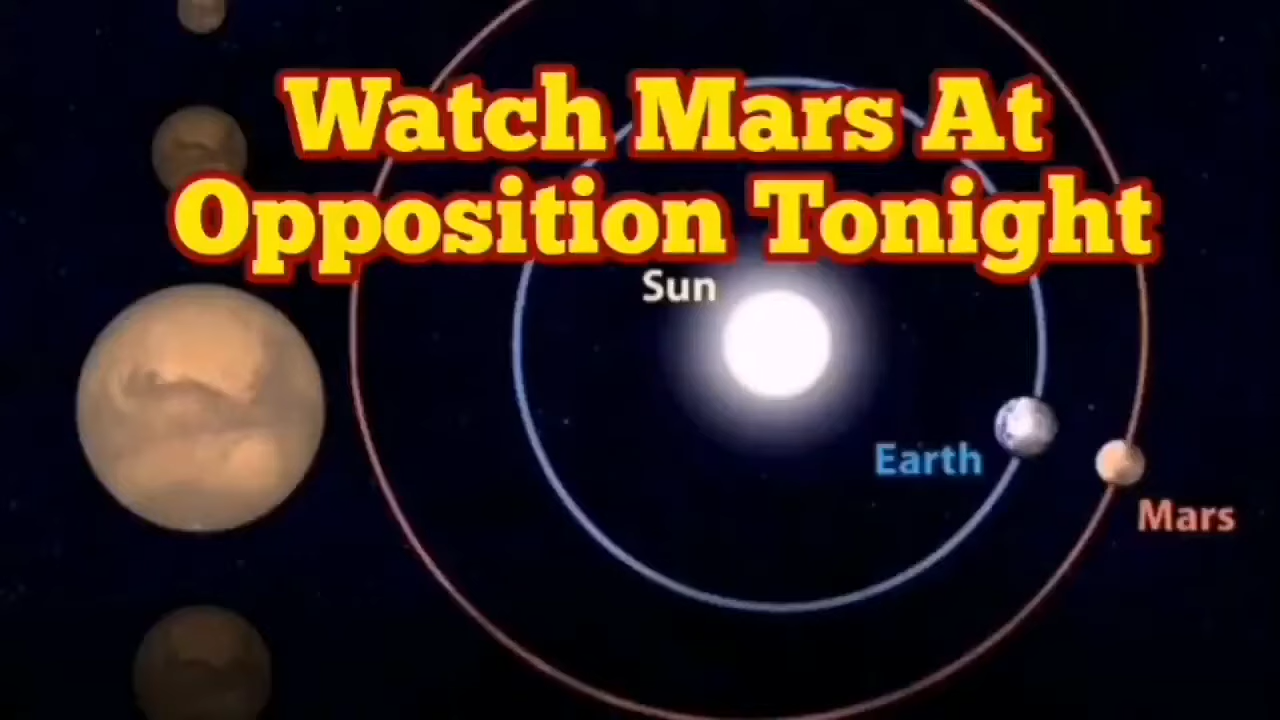 Watch Mars At
Opposition Tonight
Sun
Earth
Mars